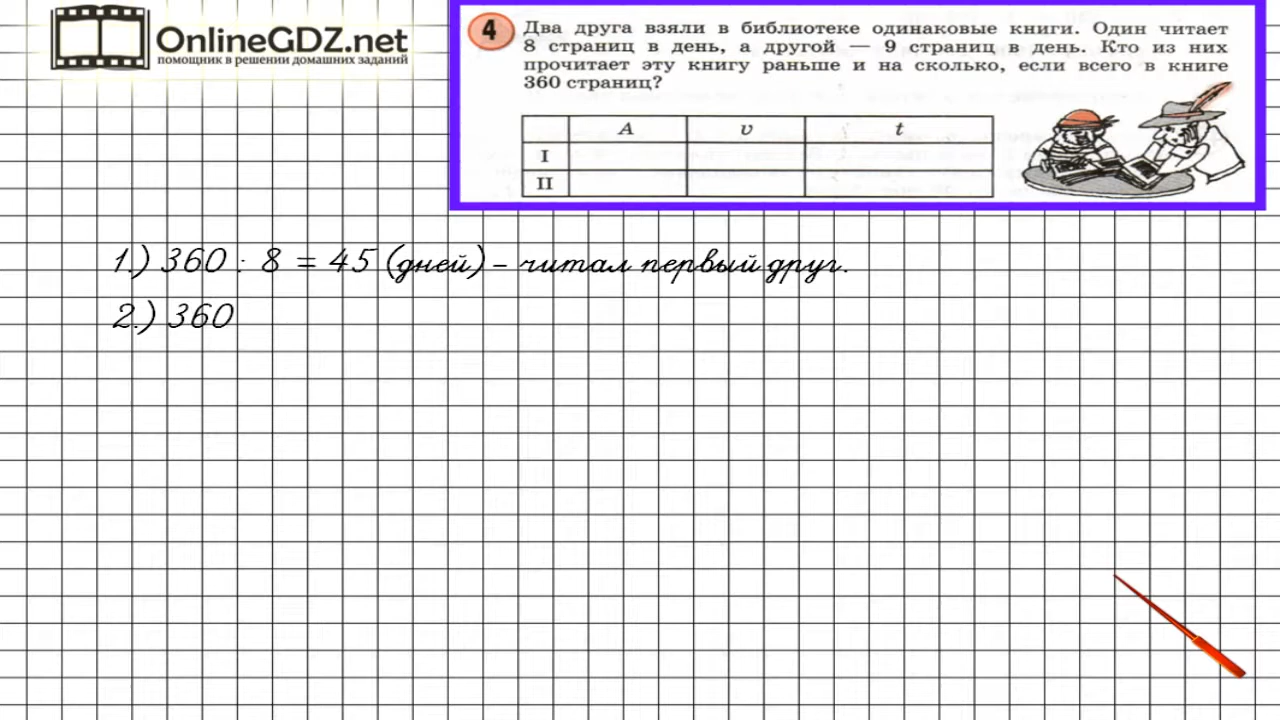 OnlineGDZ.net
помощник в решении домашних заданий
4
Два друга взяли в библиотеке одинаковые книги. Один читает
8 страниц в день, а другой — 9 страниц в день. Кто из них
прочитает эту книгу раньше и на сколько, если всего в книге
360 страниц?
A v t
I
II
1.) 360 : 8 = 45 (дней) – читал первый друг.
2.) 360